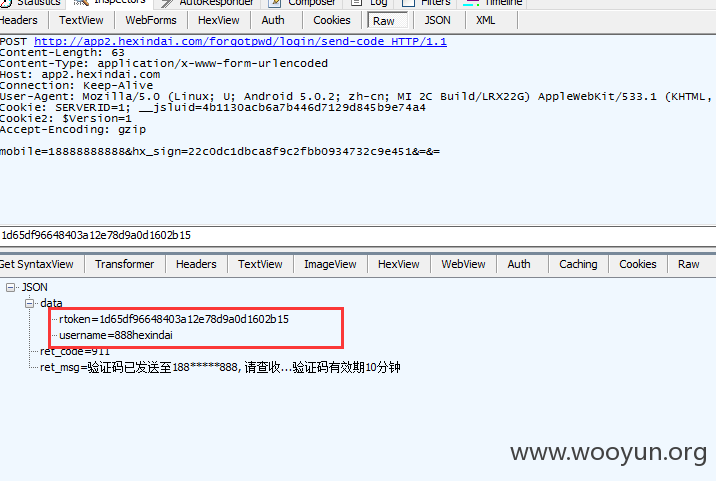 Statistics Inspectors AutoResponder Composer Log Filters Timeline
Headers TextView WebForms HexView Auth Cookies Raw JSON XML
POST http://app2.hexindai.com/forgotpwd/login/send-code HTTP/1.1
Content-Length: 63
Content-Type: application/x-www-form-urlencoded
Host: app2.hexindai.com
Connection: Keep-Alive
User-Agent: Mozilla/5.0 (Linux; U; Android 5.0.2; zh-cn; MI 2C Build/LRX22G) AppleWebKit/533.1 (KHTML,
Cookie: SERVERID=1; __jsluid=4b1130acb6a7b446d7129d845b9e74a4
Cookie2: $Version=1
Accept-Encoding: gzip
mobile=18888888888&hx_sign=22c0dc1dbca8f9c2fbb0934732c9e451&=&=
1d65df96648403a12e78d9a0d1602b15
Get SyntaxView Transformer Headers TextView ImageView HexView WebView Auth Caching Cookies Raw
JSON
data
rtoken=1d65df96648403a12e78d9a0d1602b15
username=888hexindai
ret_code=911
ret_msg=验证码已发送至188*****888, 请查收...验证码有效期10分钟
www.wooyun.org